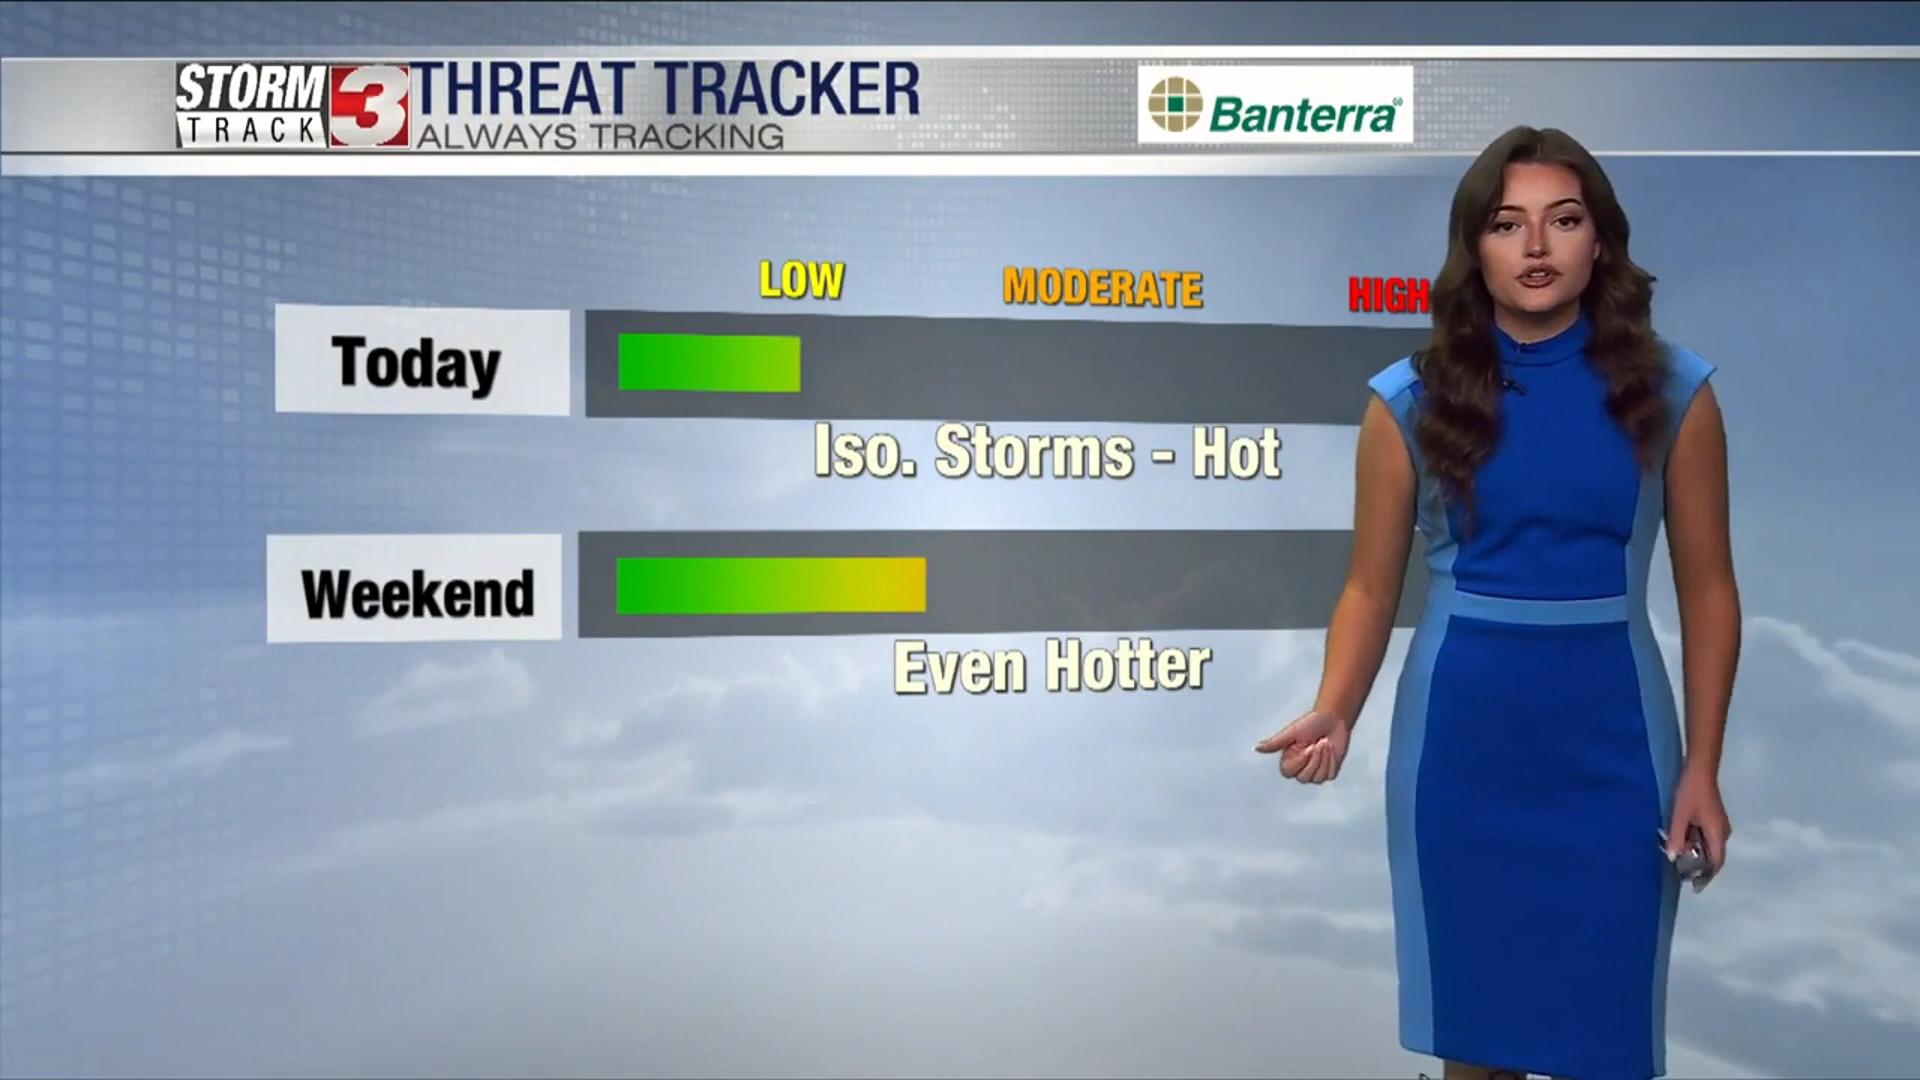 STORM
TRACK
3
THREAT TRACKER
ALWAYS TRACKING
Banterra®
LOW
MODERATE
HIGH
Today
Iso. Storms - Hot
Weekend
Even Hotter